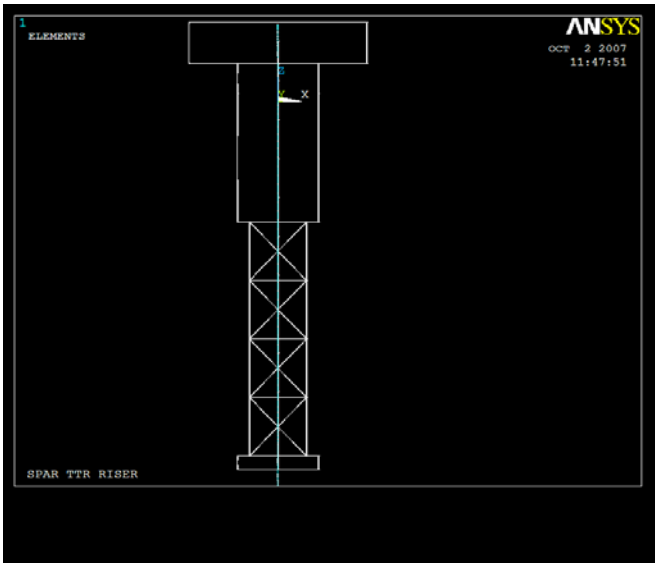 1
ELEMENTS
ANSYS
OCT 2 2007
11:47:51
Z
Y X
SPAR TTR RISER